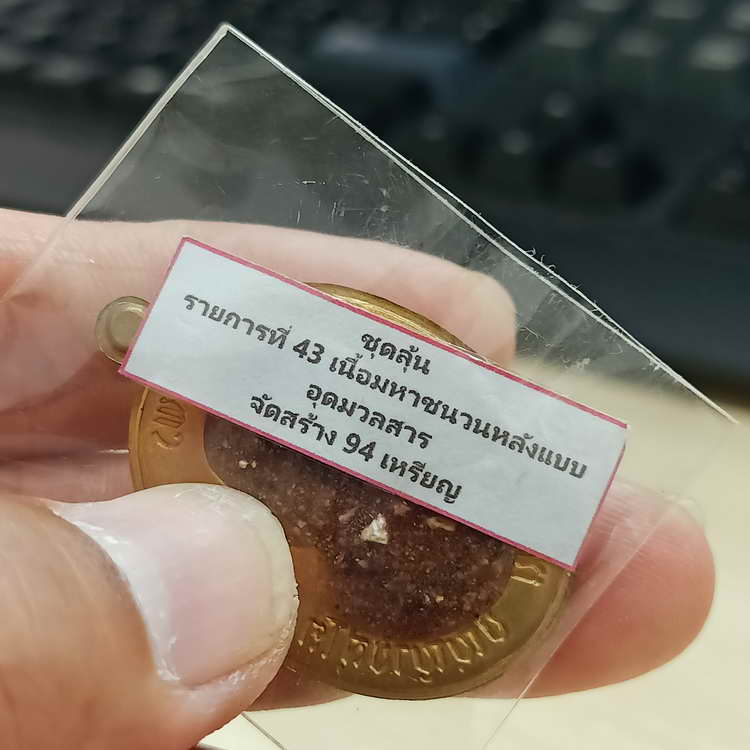 ชุดลุ้น
รายการที่ 43 เนื้อมหาชนวนหลังแบบ
อุดมวลสาร
จัดสร้าง 94 เหรียญ